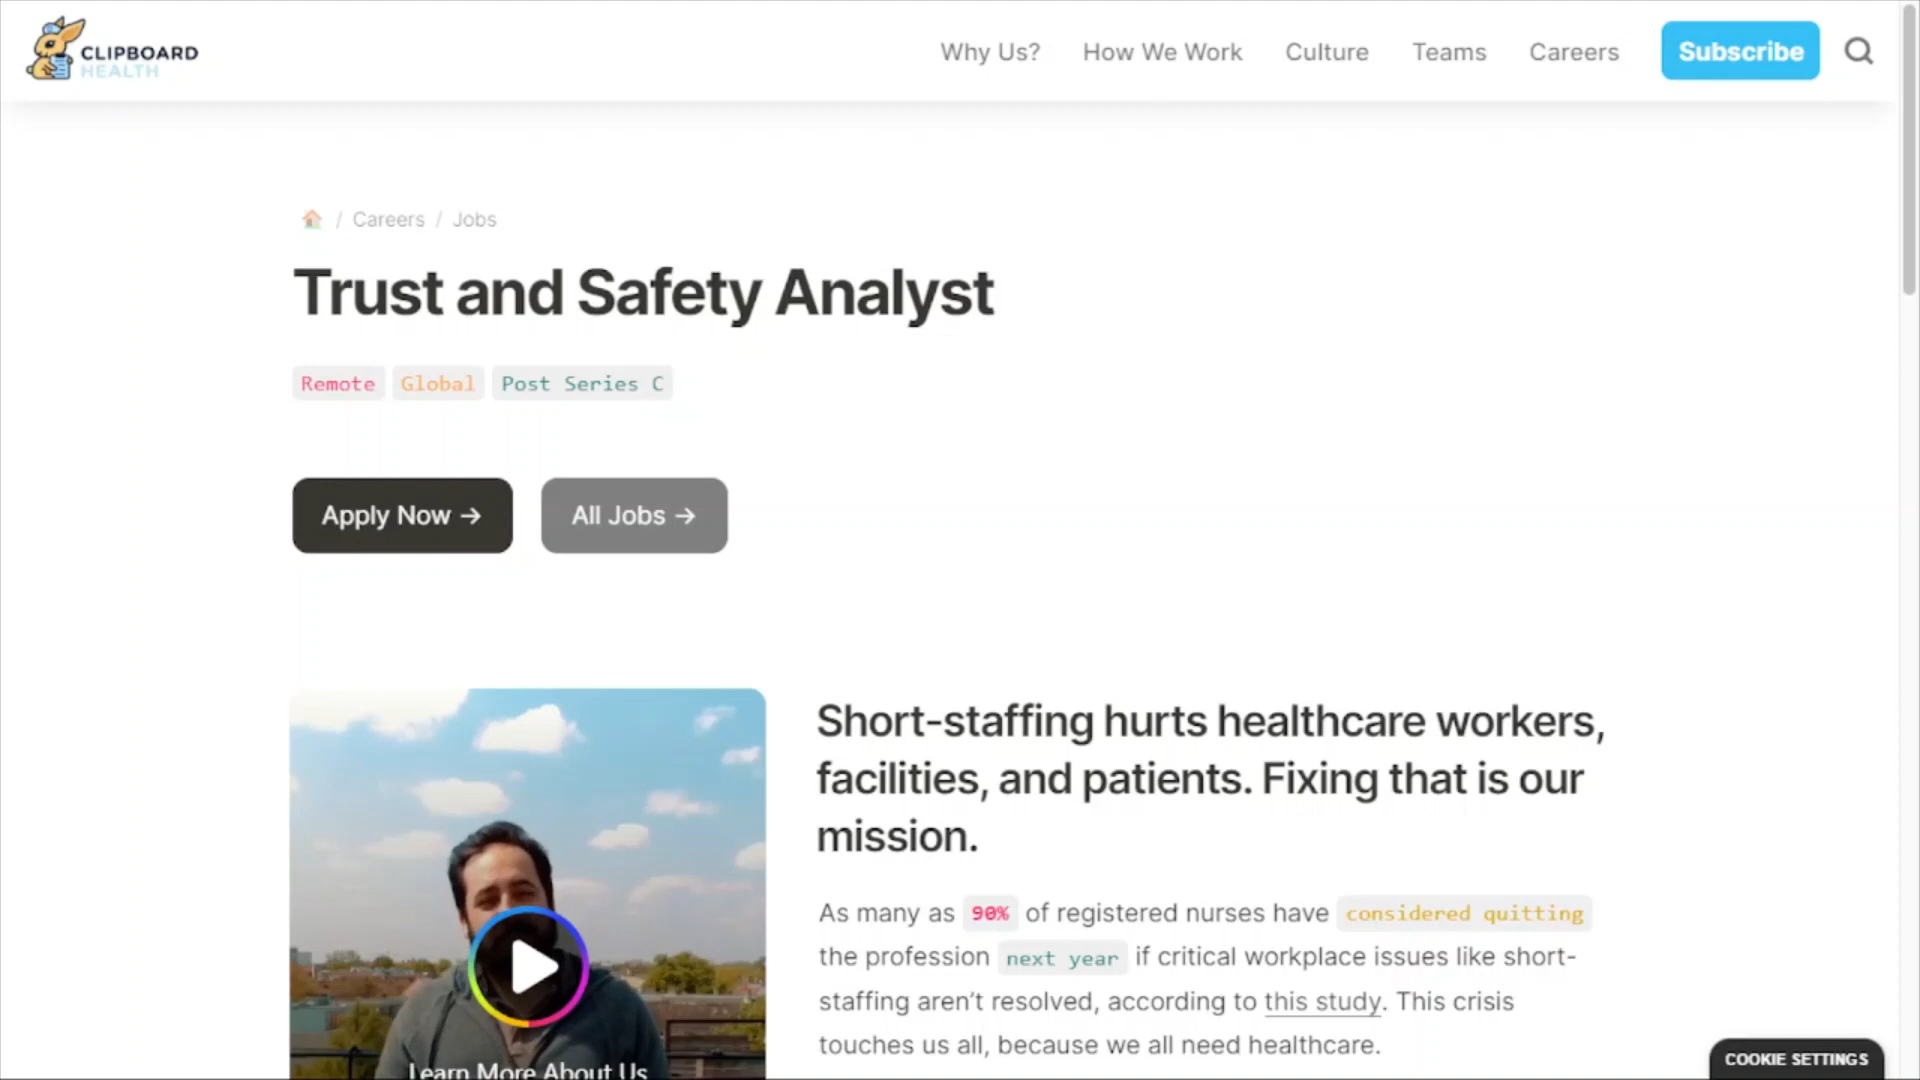 CLIPBOARD
HEALTH
Why Us?
How We Work
Culture
Teams
Careers
Subscribe
/ Careers / Jobs
Trust and Safety Analyst
Remote Global Post Series C
Apply Now →
All Jobs →
Short-staffing hurts healthcare workers,
facilities, and patients. Fixing that is our
mission.
As many as 90% of registered nurses have considered quitting
the profession next year if critical workplace issues like short-
staffing aren’t resolved, according to this study. This crisis
touches us all, because we all need healthcare.
Learn More About Us
COOKIE SETTINGS